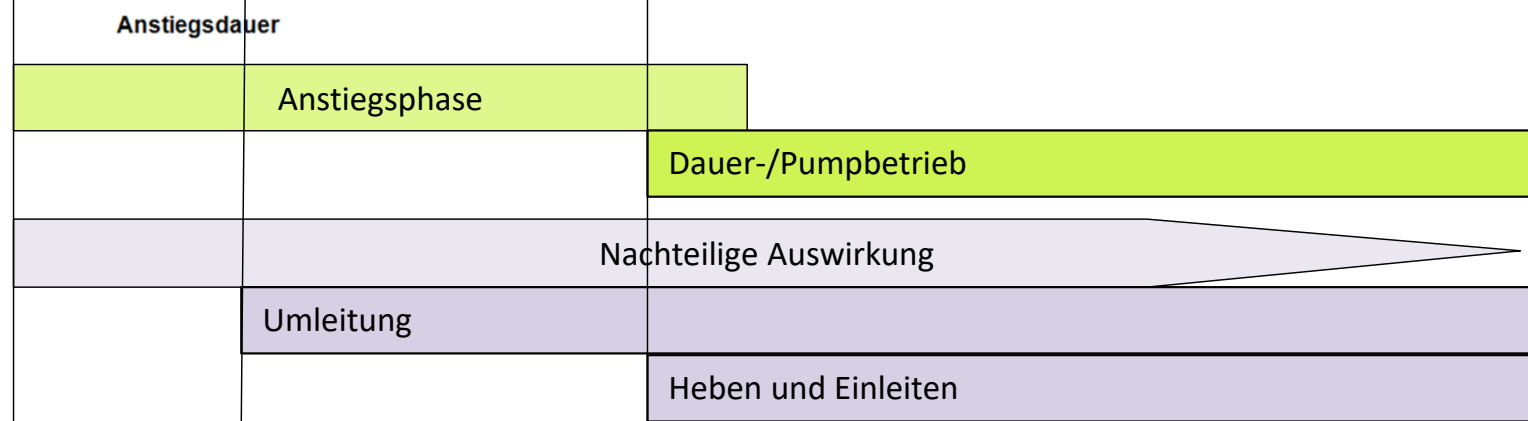 Anstiegsdauer
Anstiegsphase
Dauer-/Pumpbetrieb
Nachteilige Auswirkung
Umleitung
Heben und Einleiten